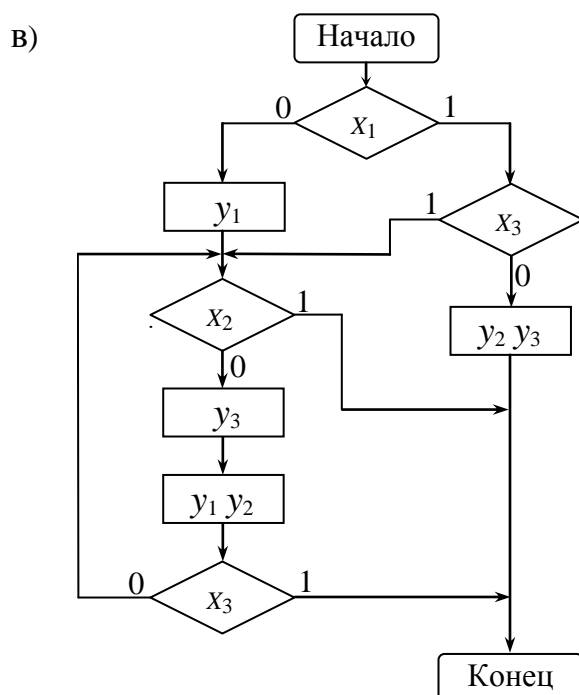 в)
Начало
0 1
X₁
y₁
1
X₃
0
X₂
1
y₂ y₃
0
y₃
y₁ y₂
0 1
X₃
Конец